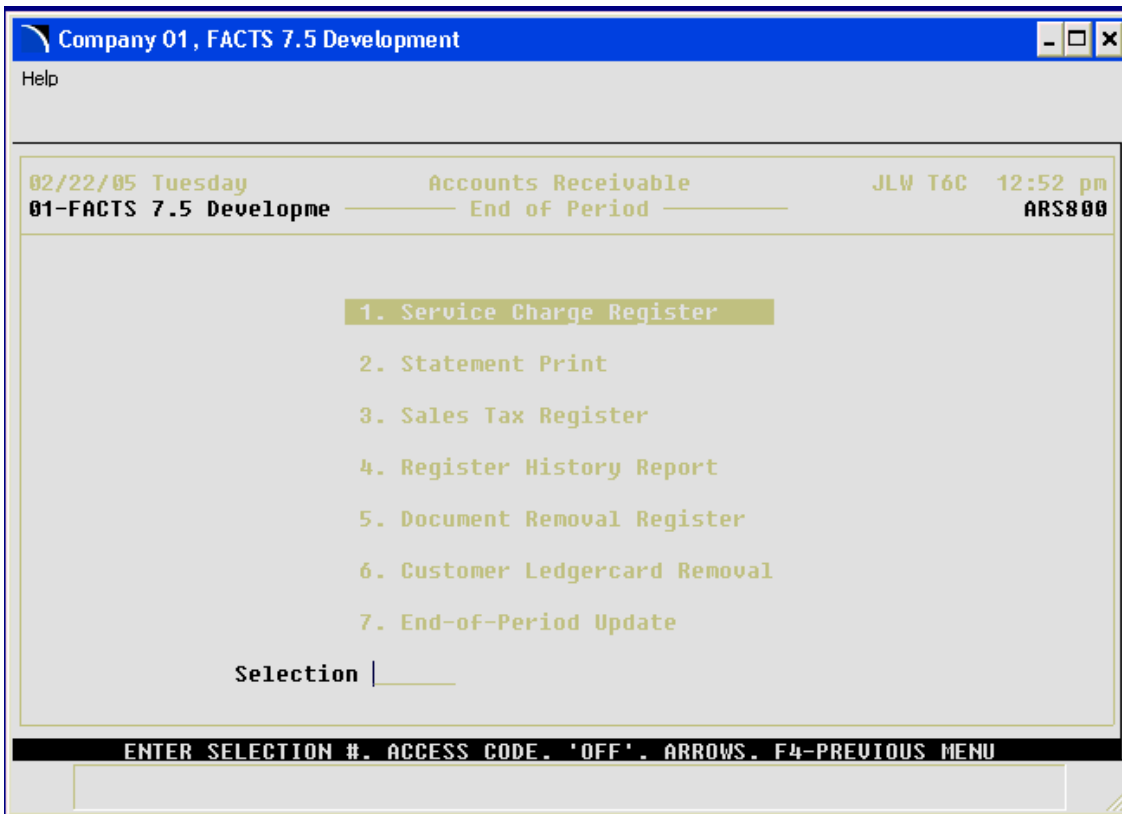 Company 01, FACTS 7.5 Development
Help
02/22/05 Tuesday Accounts Receivable JLW T6C 12:52 pm
01-FACTS 7.5 Developme End of Period ARS800
1. Service Charge Register
2. Statement Print
3. Sales Tax Register
4. Register History Report
5. Document Removal Register
6. Customer Ledgercard Removal
7. End-of-Period Update
Selection
ENTER SELECTION #. ACCESS CODE. 'OFF'. ARROWS. F4-PREVIOUS MENU